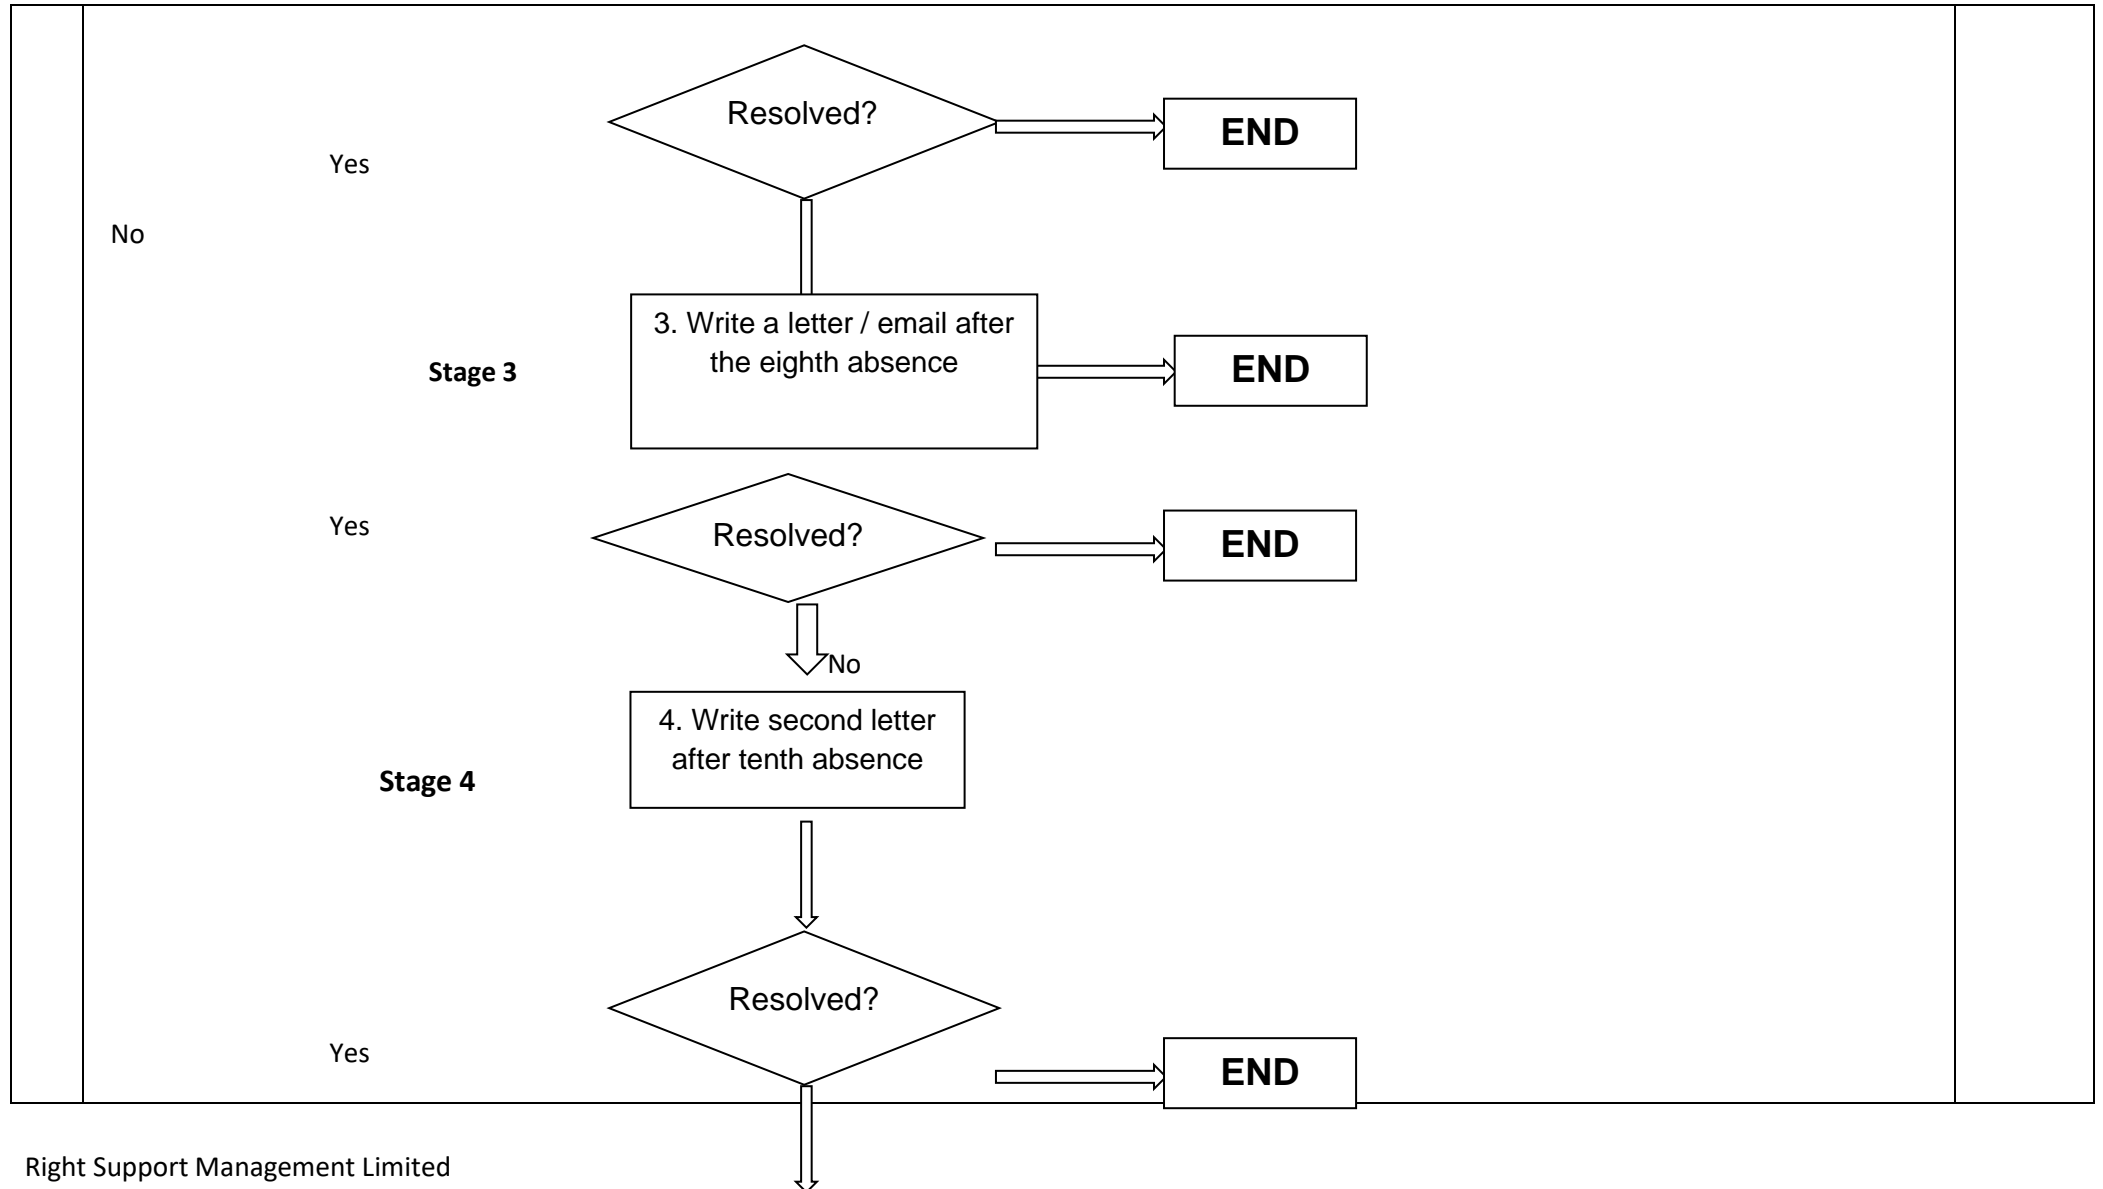 Resolved?
END
Yes
No
3. Write a letter / email after
the eighth absence
Stage 3
END
Yes
Resolved?
END
No
4. Write second letter
after tenth absence
Stage 4
Resolved?
Yes
END
Right Support Management Limited